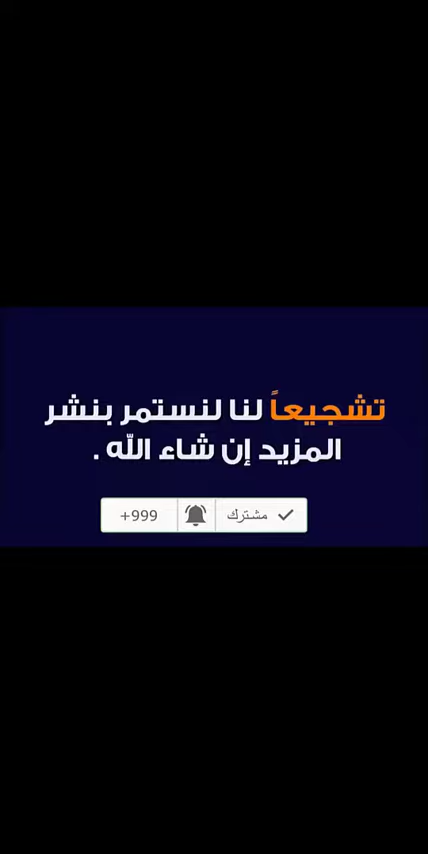 تشجيعاً لنا لنستمر بنشر
المزيد إن شاء الله .
مشترك +999